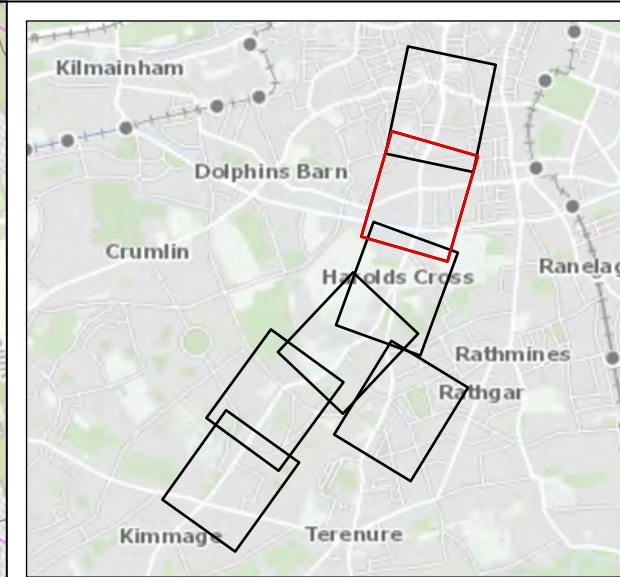 Kilmainham
Dolphins Barn
Crumlin
Harolds Cross
Ranelag
Rathmines
Rathgar
Kimmage
Terenure